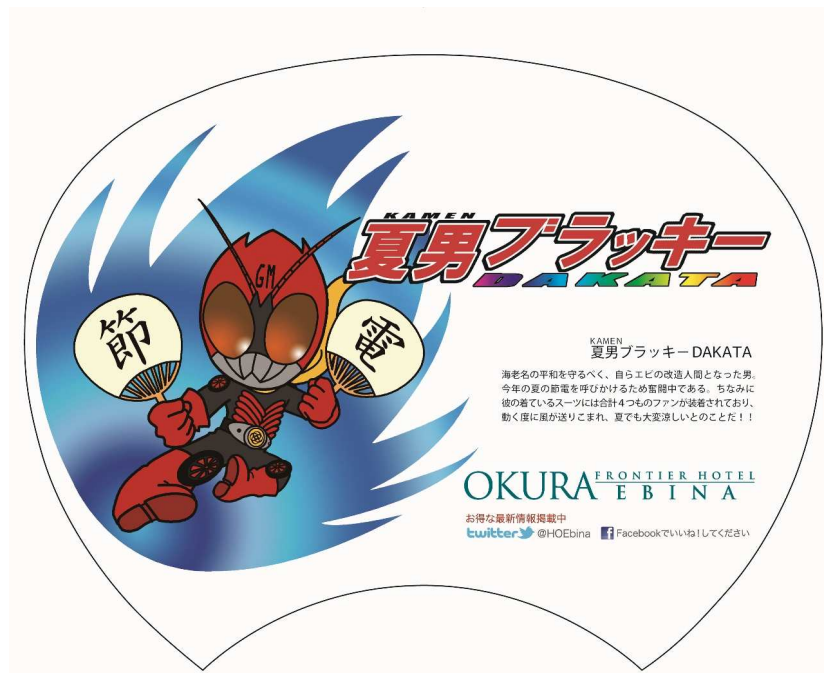 KAMEN
夏男ブラッキー
DAKATA
GM
節
電
KAMEN
夏男ブラッキーDAKATA
海老名の平和を守るべく、自らエビの改造人間となった男。
今年の夏の節電を呼びかけるため奮闘中である。ちなみに
彼の着ているスーツには合計４つものファンが装着されており、
動く度に風が送りこまれ、夏でも大変涼しいとのことだ！！
OKURA FRONTIER HOTEL
EBINA
お得な最新情報掲載中
twitter @HOEbina f Facebookでいいね！してください